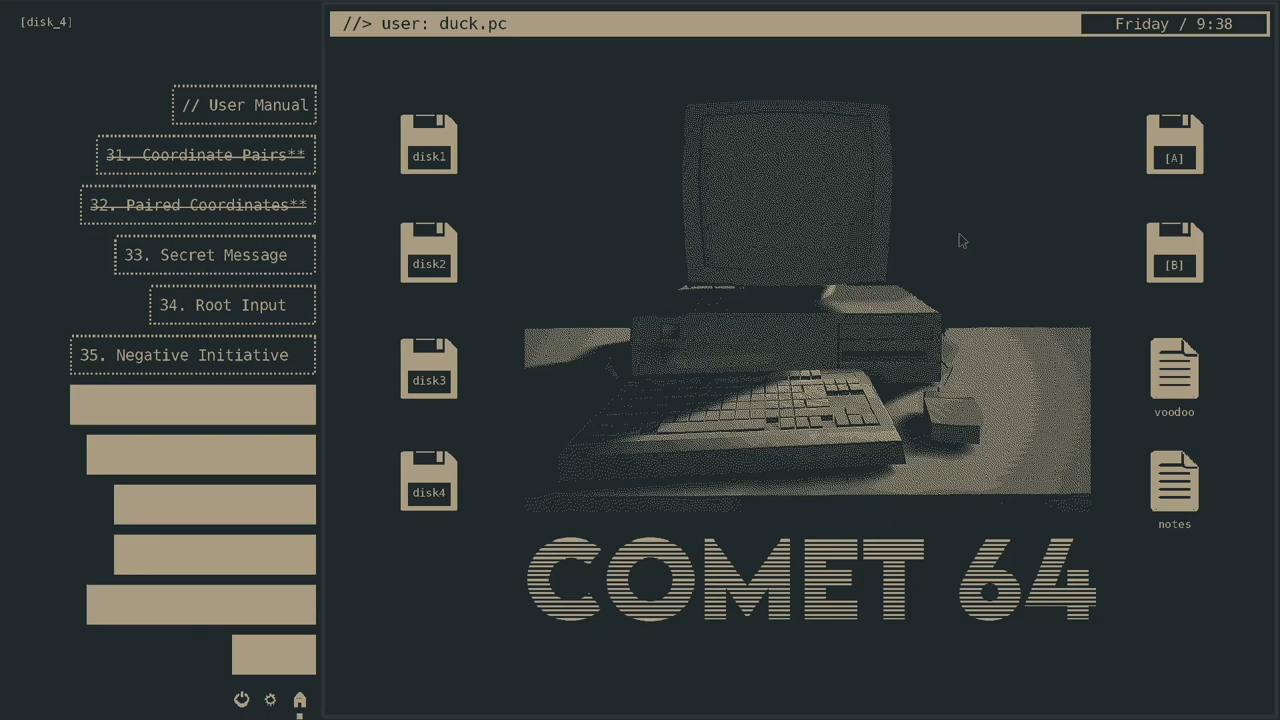 [disk_4]
// User Manual
31. Coordinate Pairs**
32. Paired Coordinates**
33. Secret Message
34. Root Input
35. Negative Initiative
//> user: duck.pc
Friday / 9:38
disk1
disk2
disk3
disk4
[A]
[B]
voodoo
notes
COMET 64